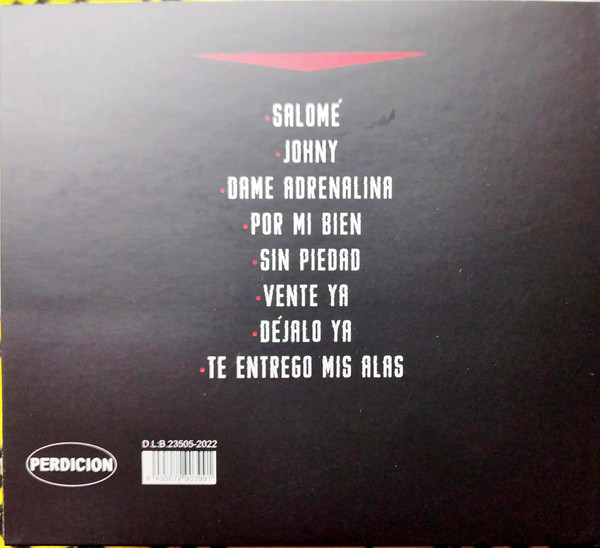 SALOMÉ
JOHNY
DAME ADRENALINA
POR MI BIEN
SIN PIEDAD
VENTE YA
DÉJALO YA
TE ENTREGO MIS ALAS
D.L:B.23505-2022
PERDICION